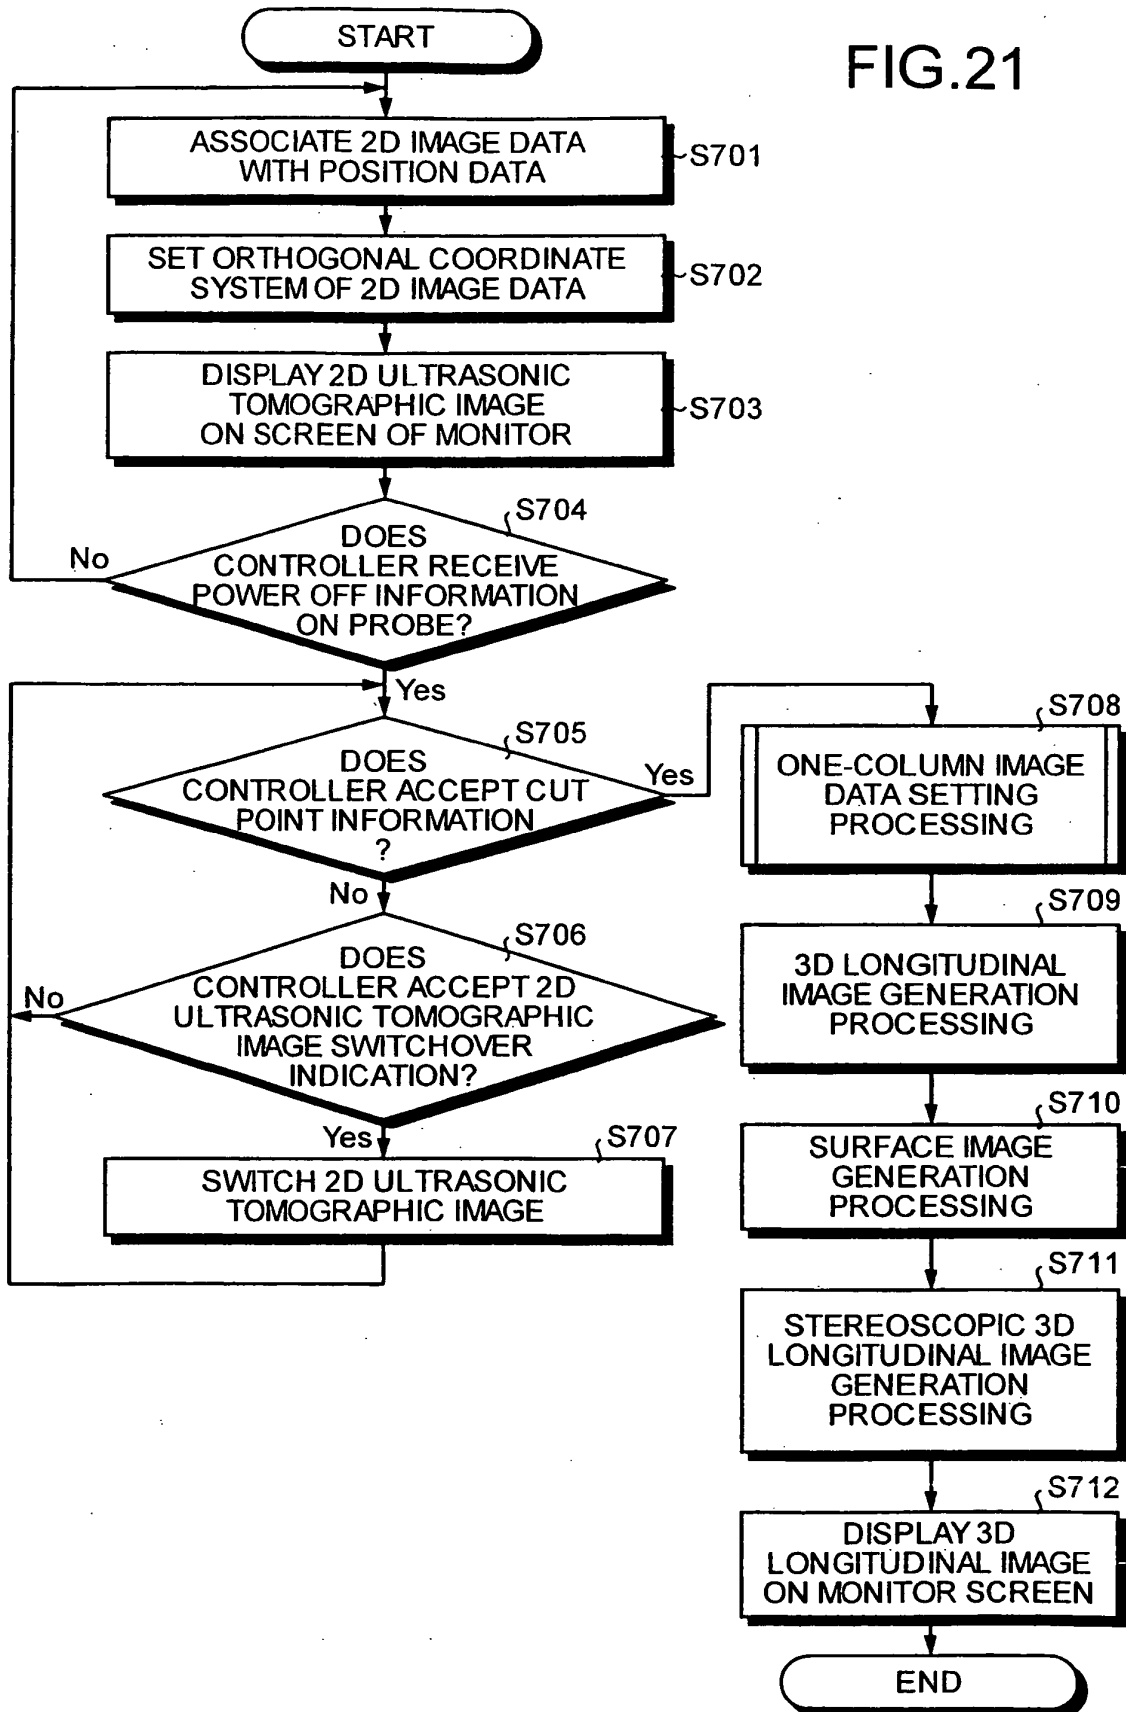 START
FIG.21
ASSOCIATE 2D IMAGE DATA
WITH POSITION DATA
S701
SET ORTHOGONAL COORDINATE
SYSTEM OF 2D IMAGE DATA
S702
DISPLAY 2D ULTRASONIC
TOMOGRAPHIC IMAGE
ON SCREEN OF MONITOR
S703
S704
DOES
CONTROLLER RECEIVE
POWER OFF INFORMATION
ON PROBE?
No
Yes
S705
DOES
CONTROLLER ACCEPT CUT
POINT INFORMATION
?
Yes
No
S706
DOES
CONTROLLER ACCEPT 2D
ULTRASONIC TOMOGRAPHIC
IMAGE SWITCHOVER
INDICATION?
No
Yes
S707
SWITCH 2D ULTRASONIC
TOMOGRAPHIC IMAGE
S708
ONE-COLUMN IMAGE
DATA SETTING
PROCESSING
S709
3D LONGITUDINAL
IMAGE GENERATION
PROCESSING
S710
SURFACE IMAGE
GENERATION
PROCESSING
S711
STEREOSCOPIC 3D
LONGITUDINAL IMAGE
GENERATION
PROCESSING
S712
DISPLAY 3D
LONGITUDINAL IMAGE
ON MONITOR SCREEN
END